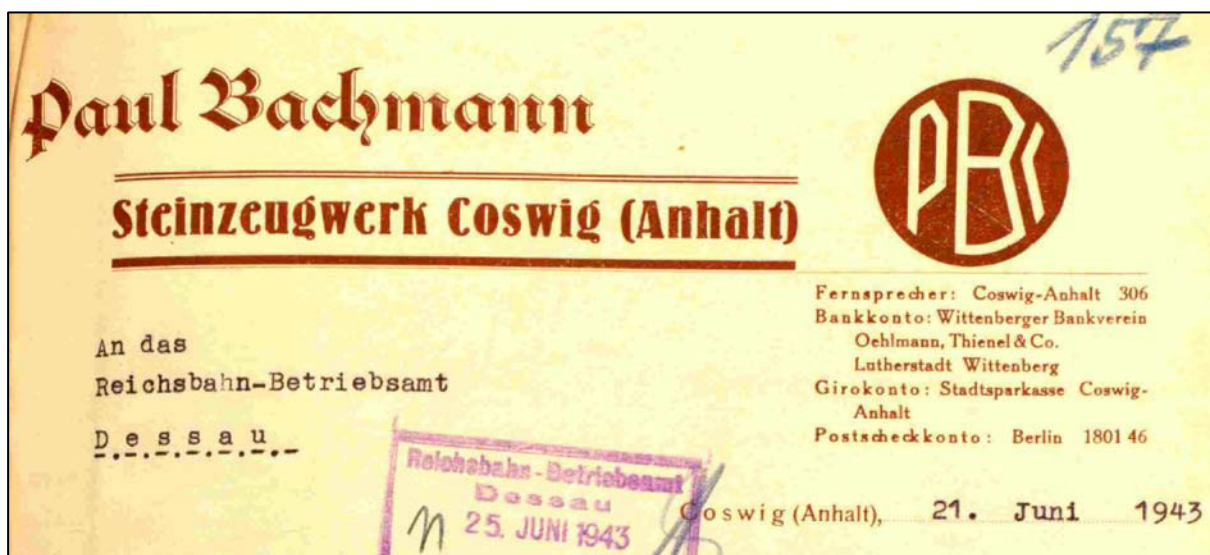 157
Paul Bachmann
PBC
Steinzeugwerk Coswig (Anhalt)
Fernsprecher: Coswig-Anhalt 306
Bankkonto: Wittenberger Bankverein
Oehlmann, Thienel & Co.
Lutherstadt Wittenberg
Girokonto: Stadtsparkasse Coswig-
Anhalt
Postscheckkonto: Berlin 1801 46
An das
Reichsbahn-Betriebsamt
Dessau
Reichsbahn-Betriebsamt
Dessau
25. JUNI 1943
Coswig (Anhalt), 21. Juni 1943